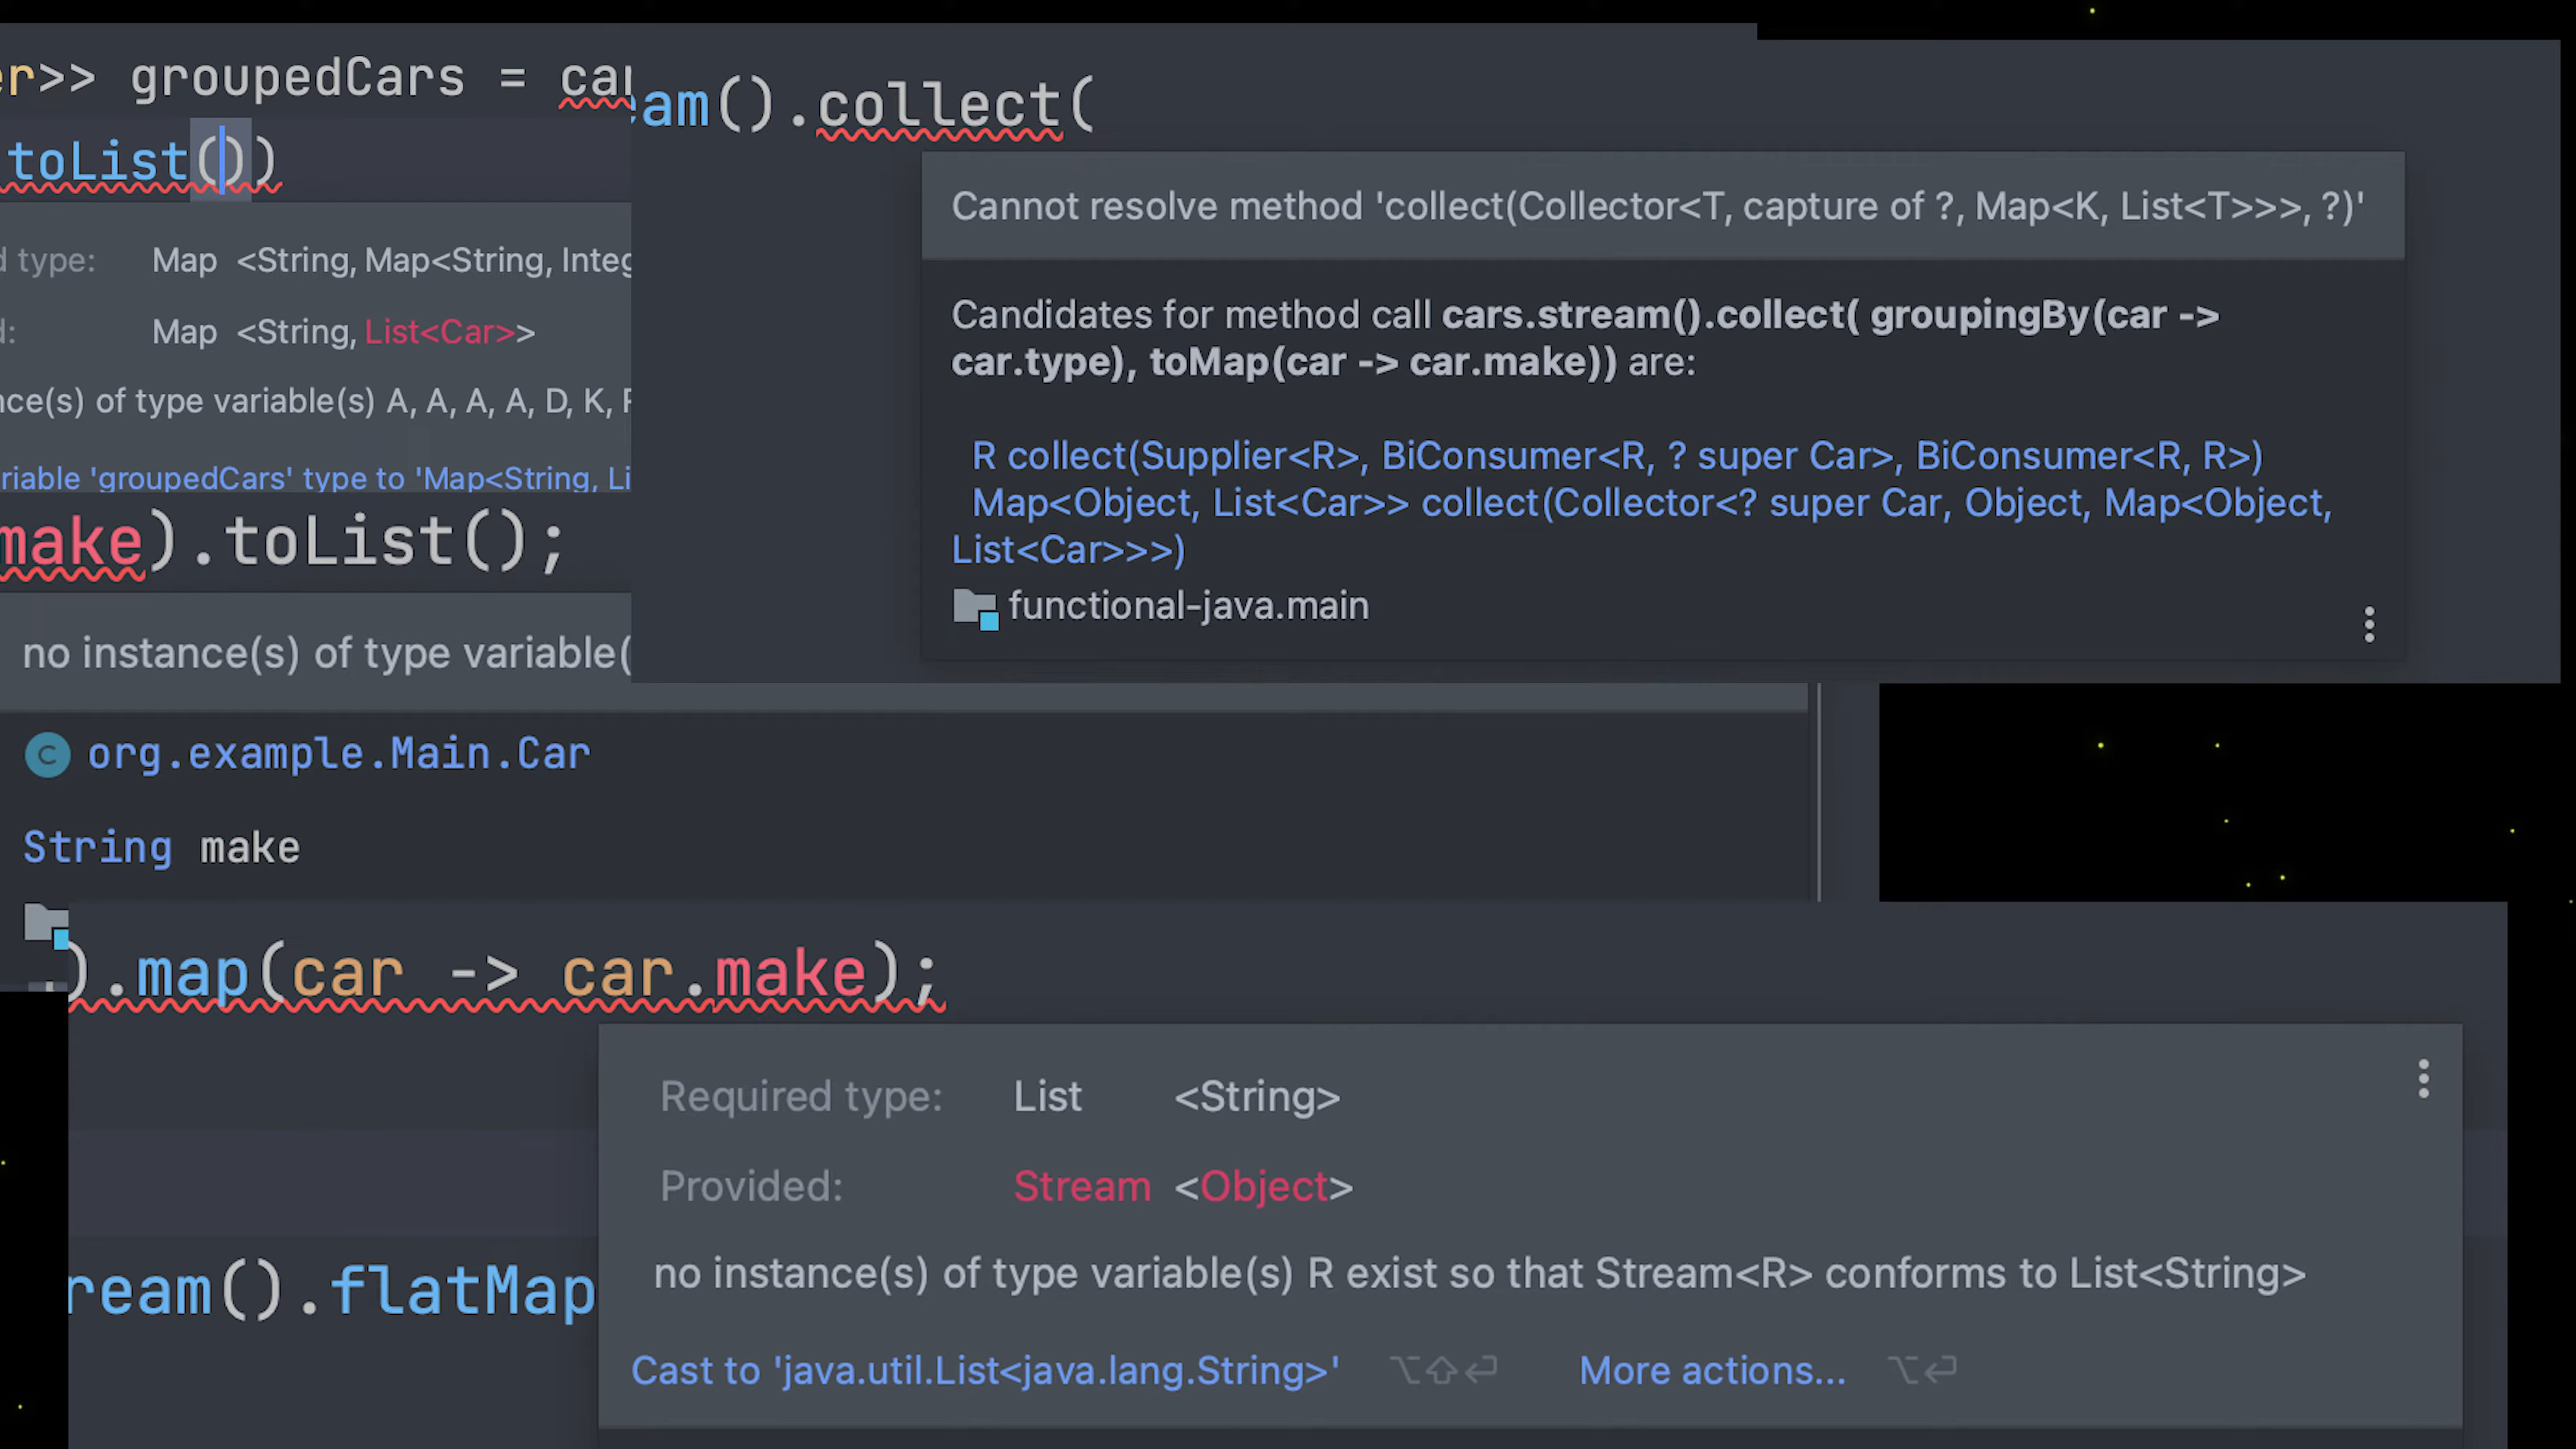 er>> groupedCars = car
eam().collect(
toList())
Cannot resolve method 'collect(Collector<T, capture of ?, Map<K, List<T>>>, ?)'
d type: Map <String, Map<String, Integ
d: Map <String, List<Car>>
nce(s) of type variable(s) A, A, A, A, D, K,
riable 'groupedCars' type to 'Map<String, Li
Candidates for method call cars.stream().collect( groupingBy(car ->
car.type), toMap(car -> car.make)) are:
R collect(Supplier<R>, BiConsumer<R, ? super Car>, BiConsumer<R, R>)
Map<Object, List<Car>> collect(Collector<? super Car, Object, Map<Object,
List<Car>>>)
functional-java.main
make).toList();
no instance(s) of type variable(
C org.example.Main.Car
String make
).map(car -> car.make);
Required type: List <String>
Provided: Stream <Object>
no instance(s) of type variable(s) R exist so that Stream<R> conforms to List<String>
ream().flatMap
Cast to 'java.util.List<java.lang.String>' ⌥⇧⏎ More actions... ⌥⏎